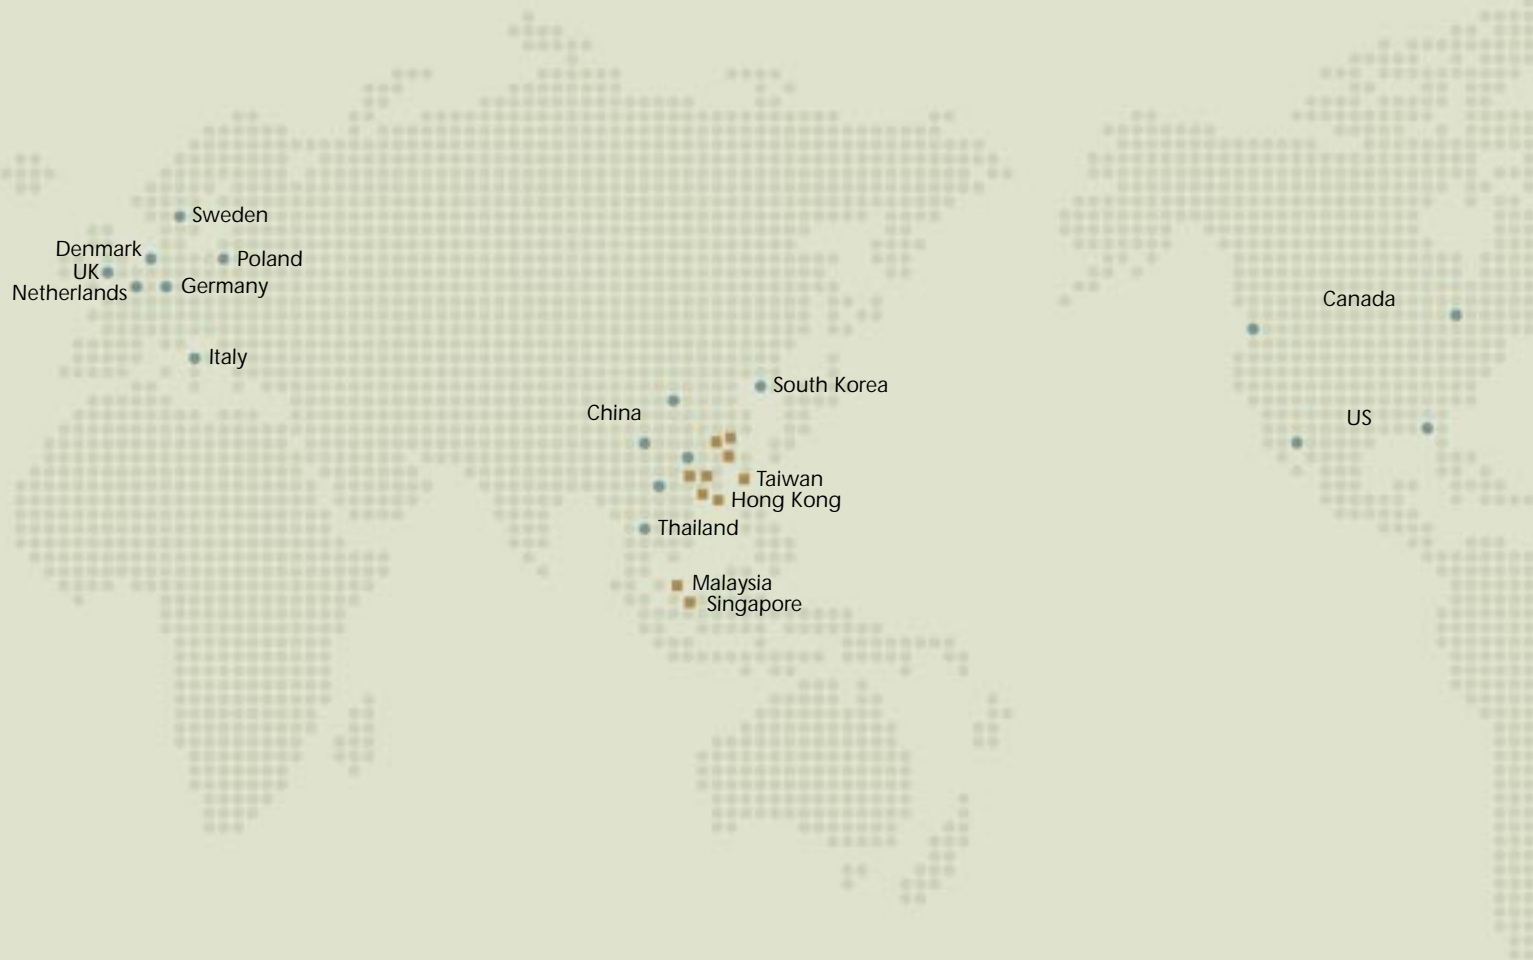 Sweden
Denmark
Poland
UK
Germany
Netherlands
Canada
Italy
South Korea
China
US
Taiwan
Hong Kong
Thailand
Malaysia
Singapore